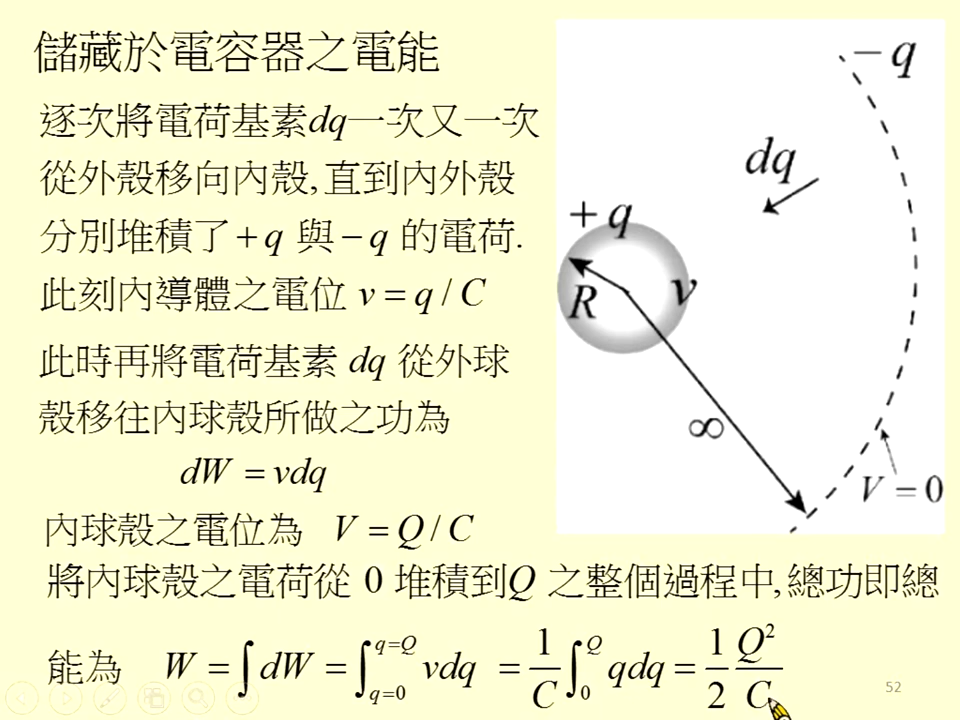 儲藏於電容器之電能
逐次將電荷基素dq一次又一次
從外殼移向內殼,直到內外殼
分別堆積了+q 與−q 的電荷.
此刻內導體之電位 v = q / C
此時再將電荷基素 dq 從外球
殼移往內球殼所做之功為
dW = vdq
內球殼之電位為 V = Q / C
將內球殼之電荷從 0 堆積到Q 之整個過程中,總功即總
能為 W = ∫ dW = ∫_{q=0}^{q=Q} vdq = \frac{1}{C} ∫_{0}^{Q} qdq = \frac{1}{2} \frac{Q^2}{C}
−q
dq
+q
R
v
∞
V = 0
52